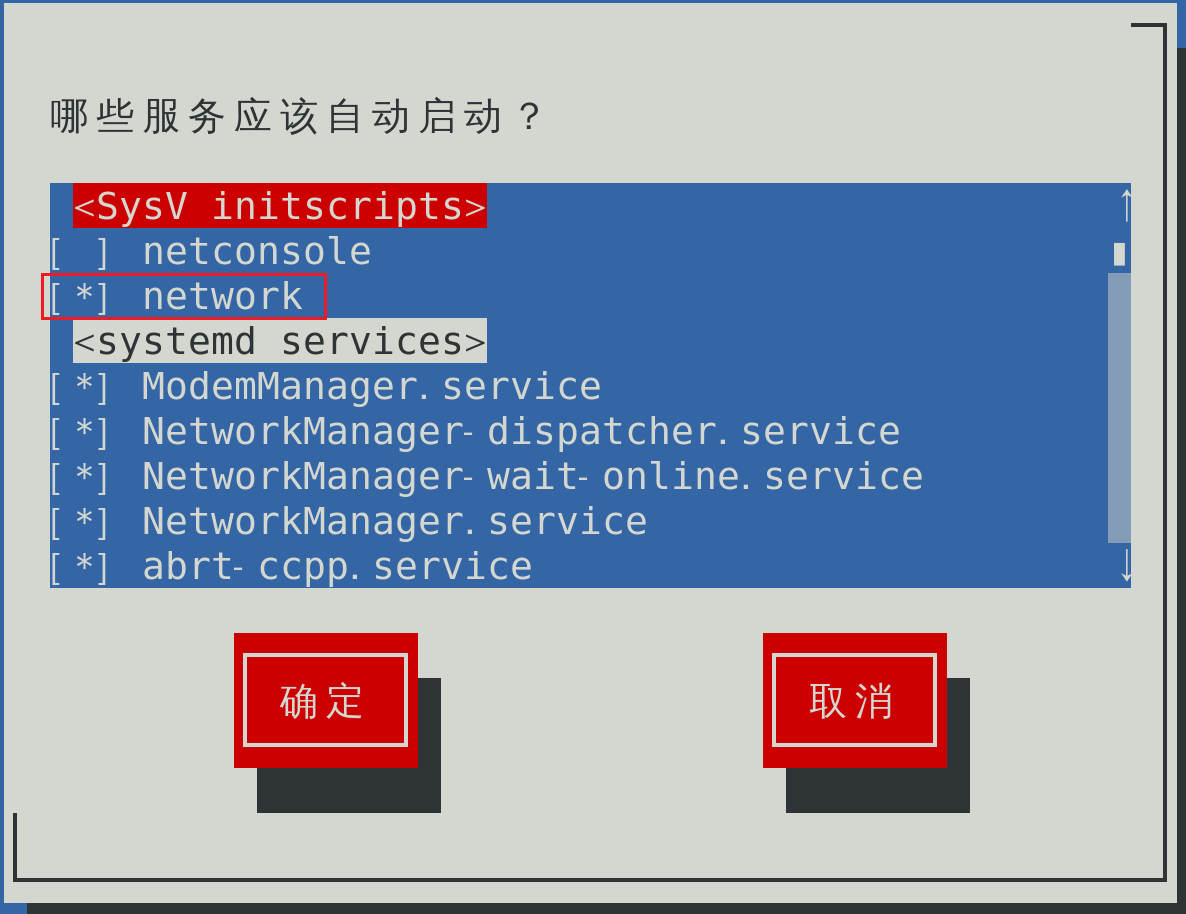 哪些服务应该自动启动？
<SysV initscripts> ↑
[ ] netconsole
[*] network
<systemd services>
[*] ModemManager.service
[*] NetworkManager-dispatcher.service
[*] NetworkManager-wait-online.service
[*] NetworkManager.service
[*] abrt-ccpp.service ↓
确定 取消